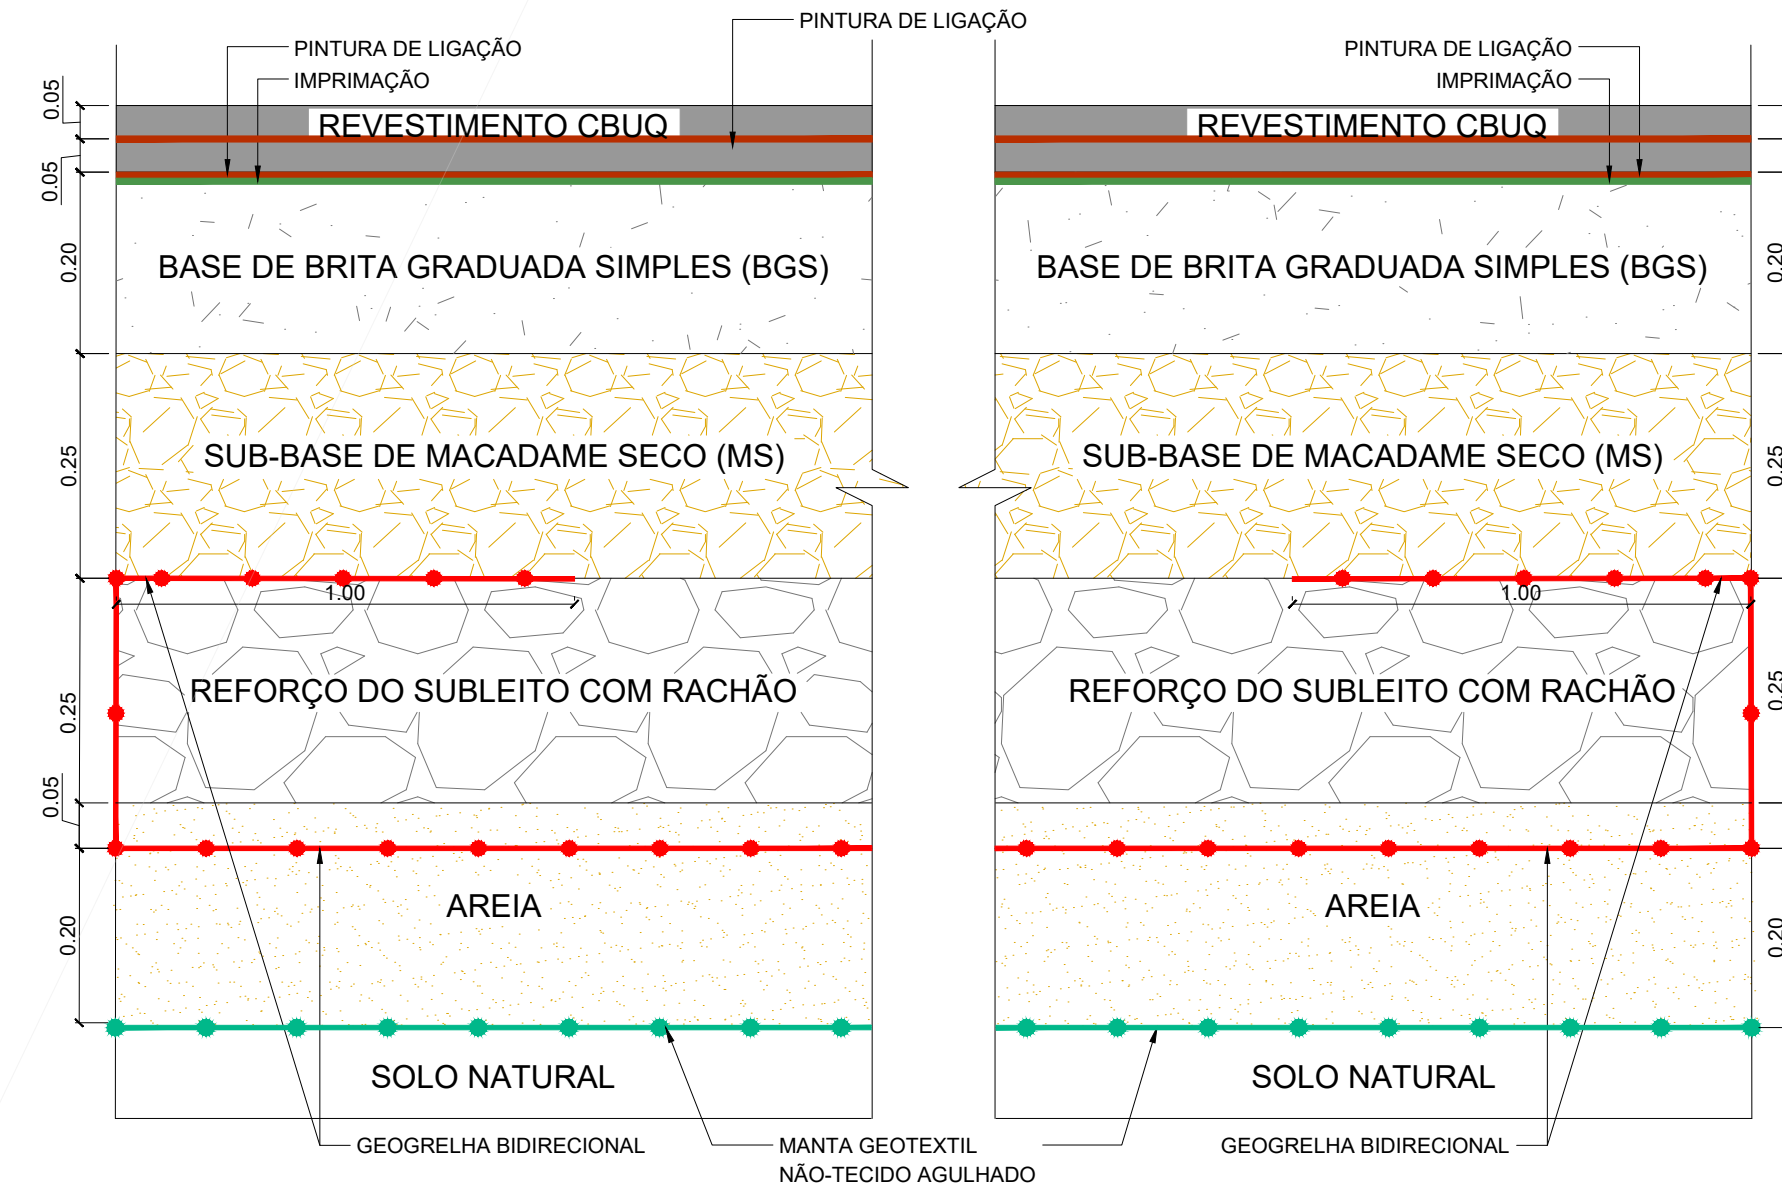 PINTURA DE LIGAÇÃO
PINTURA DE LIGAÇÃO
PINTURA DE LIGAÇÃO
IMPRIMAÇÃO
IMPRIMAÇÃO
0.05
REVESTIMENTO CBUQ
REVESTIMENTO CBUQ
0.05
0.20
BASE DE BRITA GRADUADA SIMPLES (BGS)
BASE DE BRITA GRADUADA SIMPLES (BGS)
0.20
0.25
SUB-BASE DE MACADAME SECO (MS)
SUB-BASE DE MACADAME SECO (MS)
0.25
1.00
1.00
0.25
REFORÇO DO SUBLEITO COM RACHÃO
REFORÇO DO SUBLEITO COM RACHÃO
0.25
0.05
0.20
AREIA
AREIA
0.20
SOLO NATURAL
SOLO NATURAL
GEOGRELHA BIDIRECIONAL
MANTA GEOTEXTIL
NÃO-TECIDO AGULHADO
GEOGRELHA BIDIRECIONAL